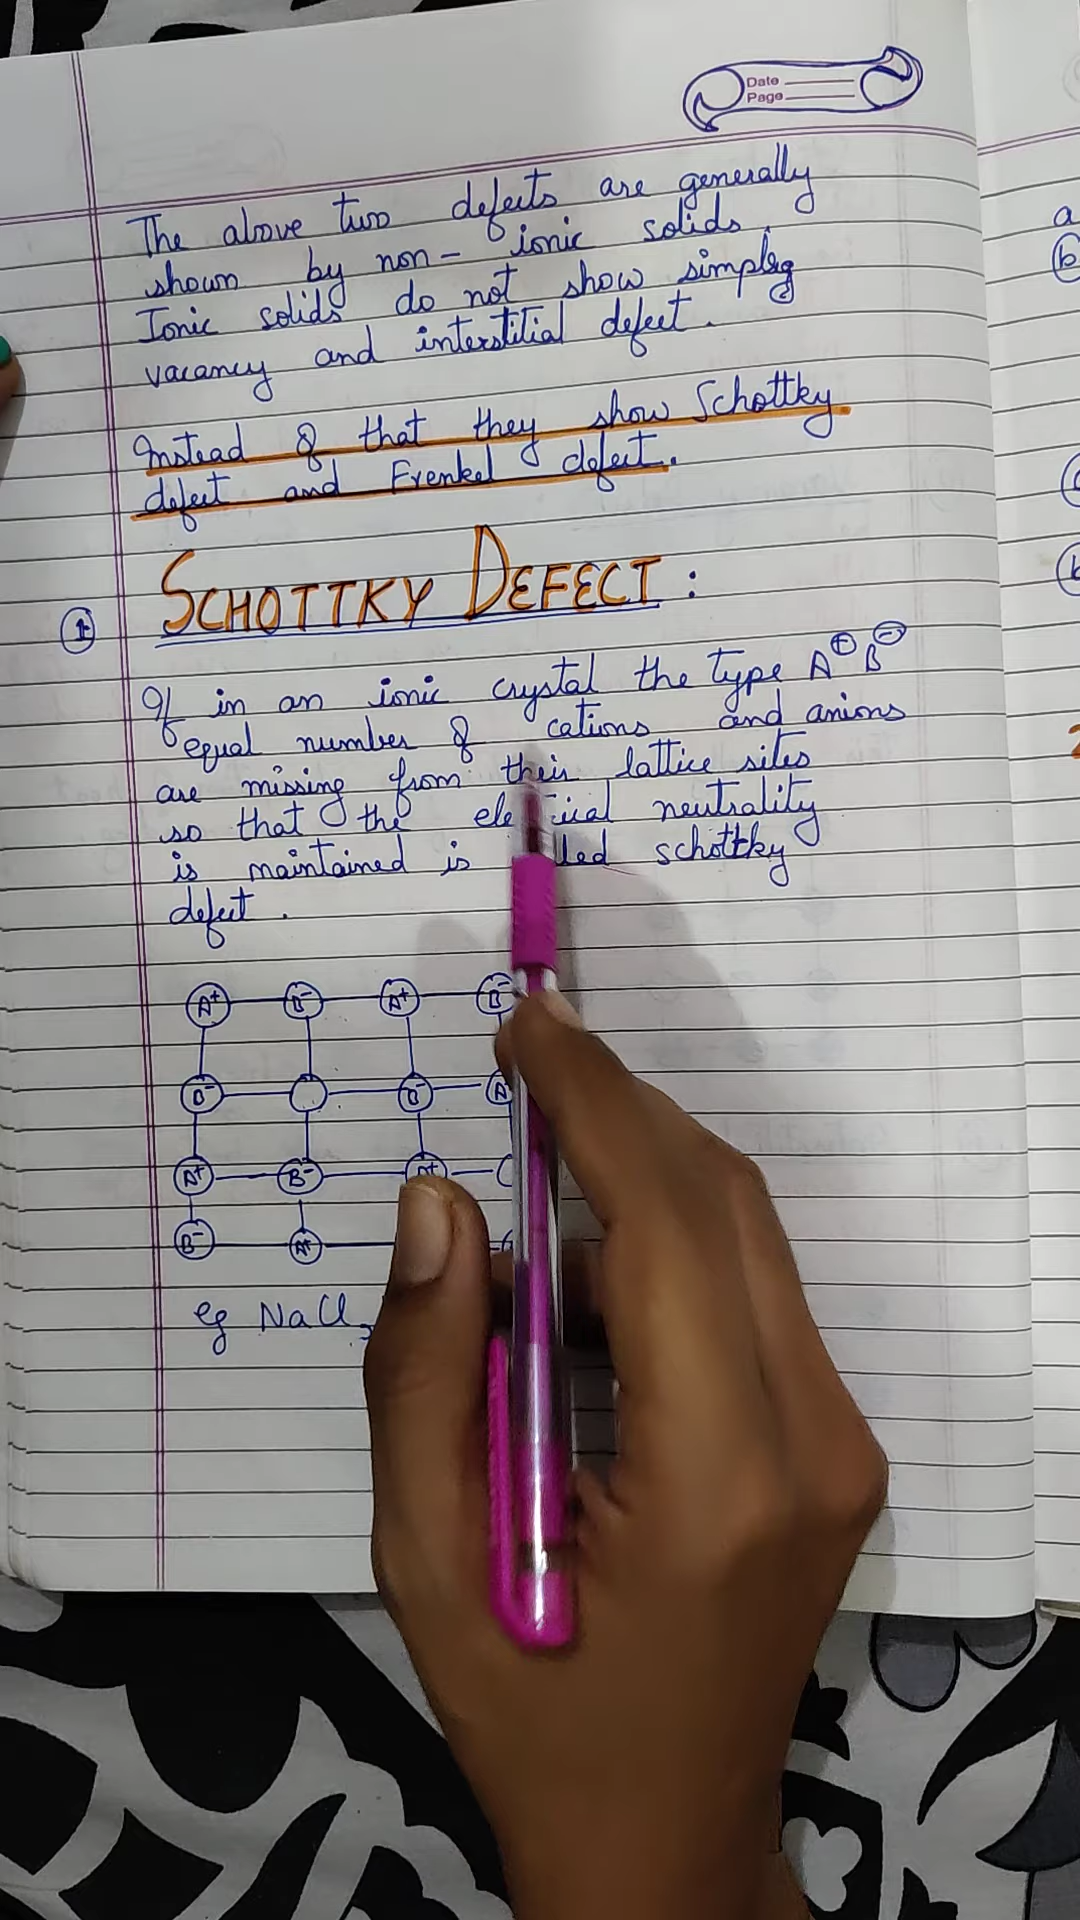 Date
Page
The above two defects are generally
shown by non- ionic solids.
Ionic solids do not show simply
vacancy and interstitial defect.
Instead of that they show Schottky
defect and Frenkel defect.
1 SCHOTTKY DEFECT :
If in an ionic crystal the type A⊕ B⊖
equal number of cations and anions
are missing from their lattice sites
so that the neutrality
is maintained is schottky
defect.
A+ B- A+ B-
B- B- A
A+ B- A+
B- A+
eg NaCl,
a
b